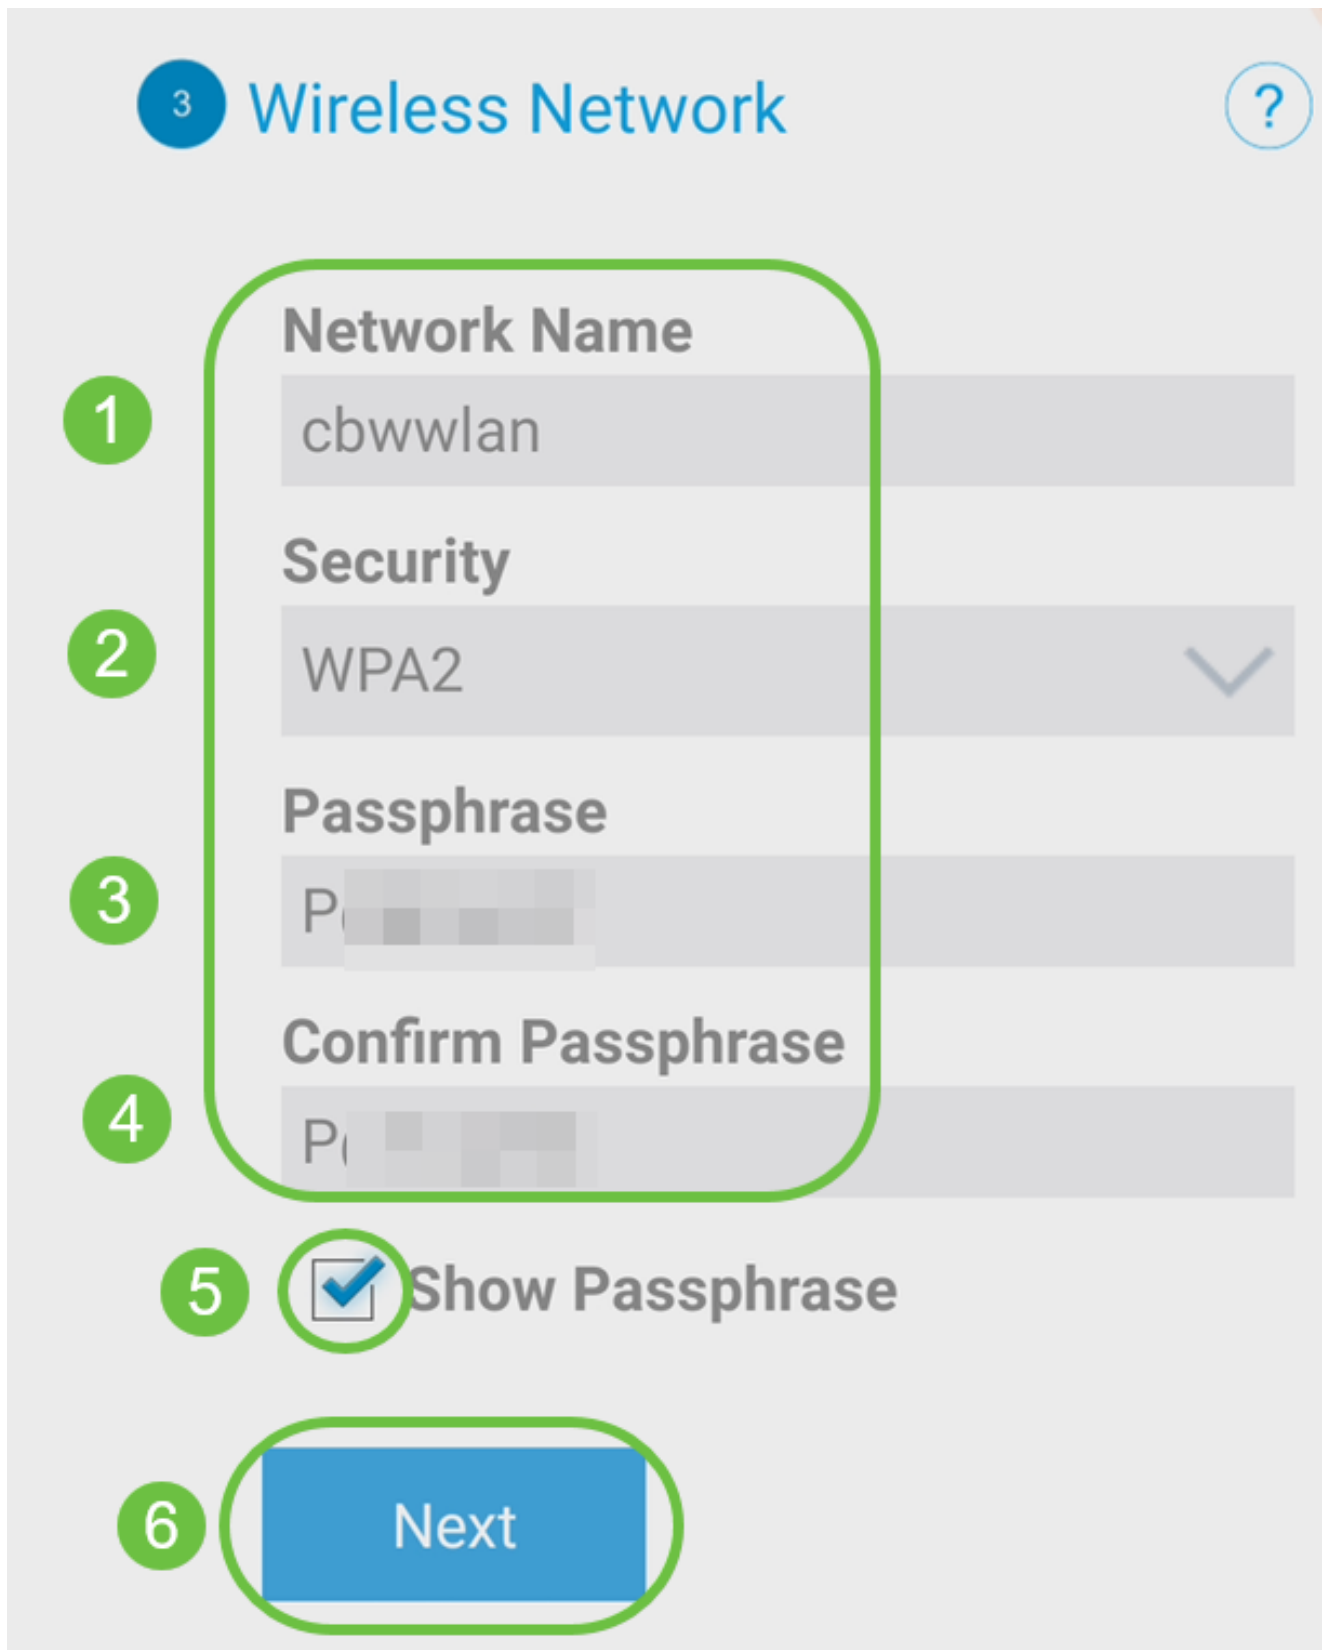 3 Wireless Network ?
Network Name
1 cbwwlan
Security
2 WPA2
Passphrase
3
Confirm Passphrase
4
5 Show Passphrase
6 Next